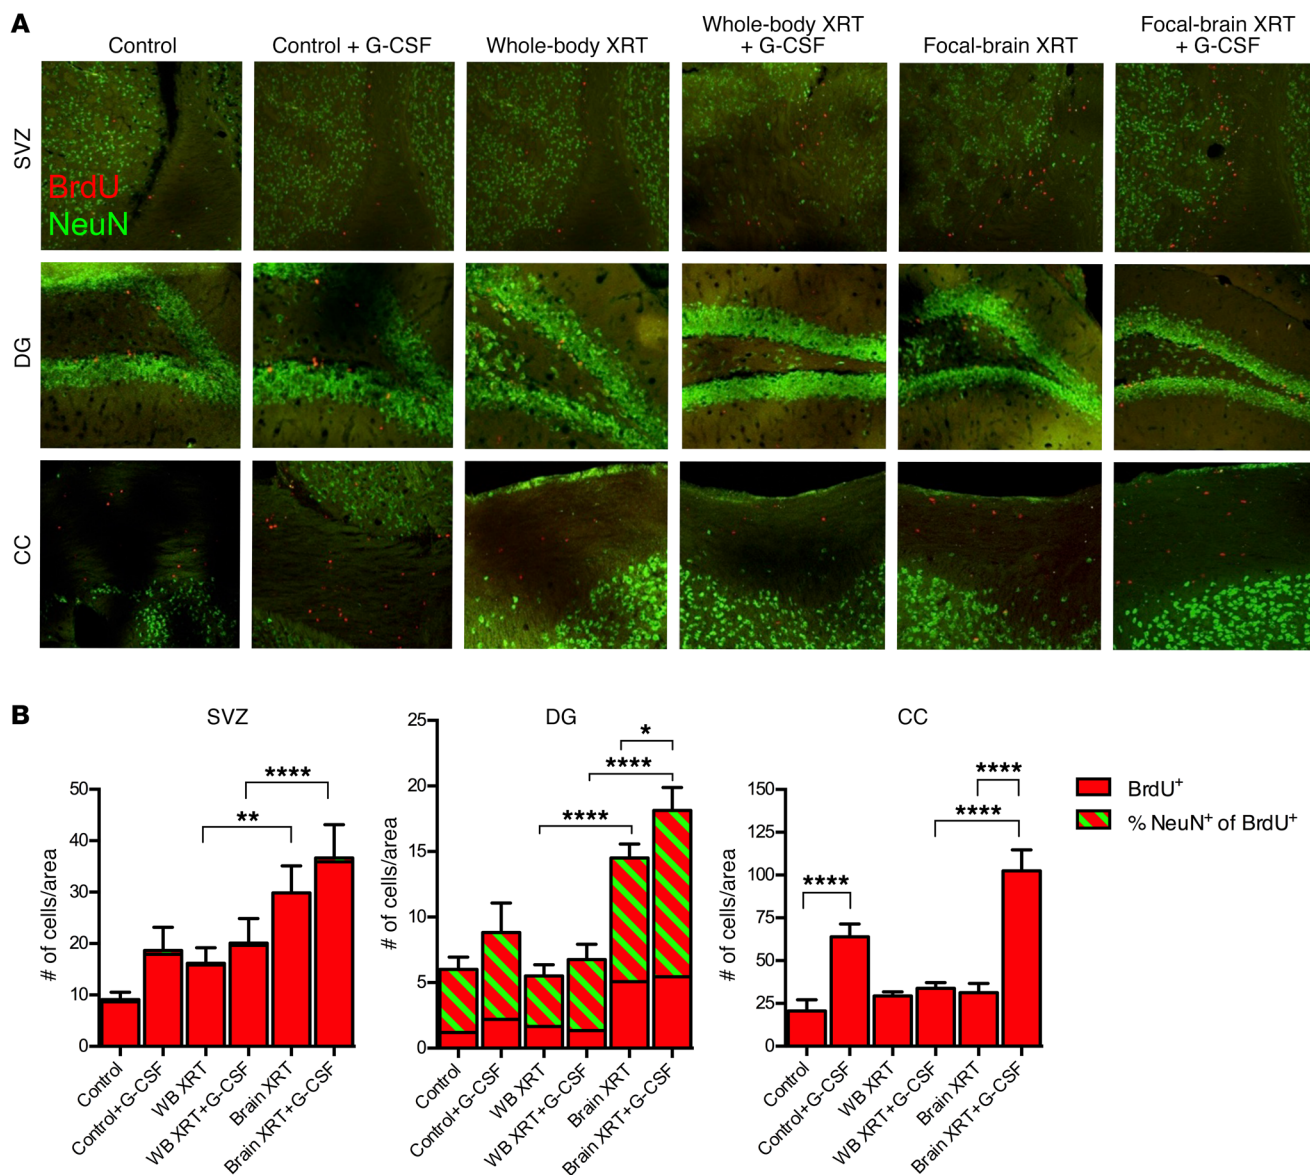 A
Control
Control + G-CSF
Whole-body XRT
Whole-body XRT
+ G-CSF
Focal-brain XRT
Focal-brain XRT
+ G-CSF
SVZ
BrdU
NeuN
DG
CC
B
SVZ
# of cells/area
50
40
30
20
10
0
**
****
Control
Control+G-CSF
WB XRT
WB XRT+G-CSF
Brain XRT
Brain XRT+G-CSF
DG
# of cells/area
25
20
15
10
5
0
****
****
*
Control
Control+G-CSF
WB XRT
WB XRT+G-CSF
Brain XRT
Brain XRT+G-CSF
CC
# of cells/area
150
125
100
75
50
25
0
****
****
****
Control
Control+G-CSF
WB XRT
WB XRT+G-CSF
Brain XRT
Brain XRT+G-CSF
BrdU⁺
% NeuN⁺ of BrdU⁺